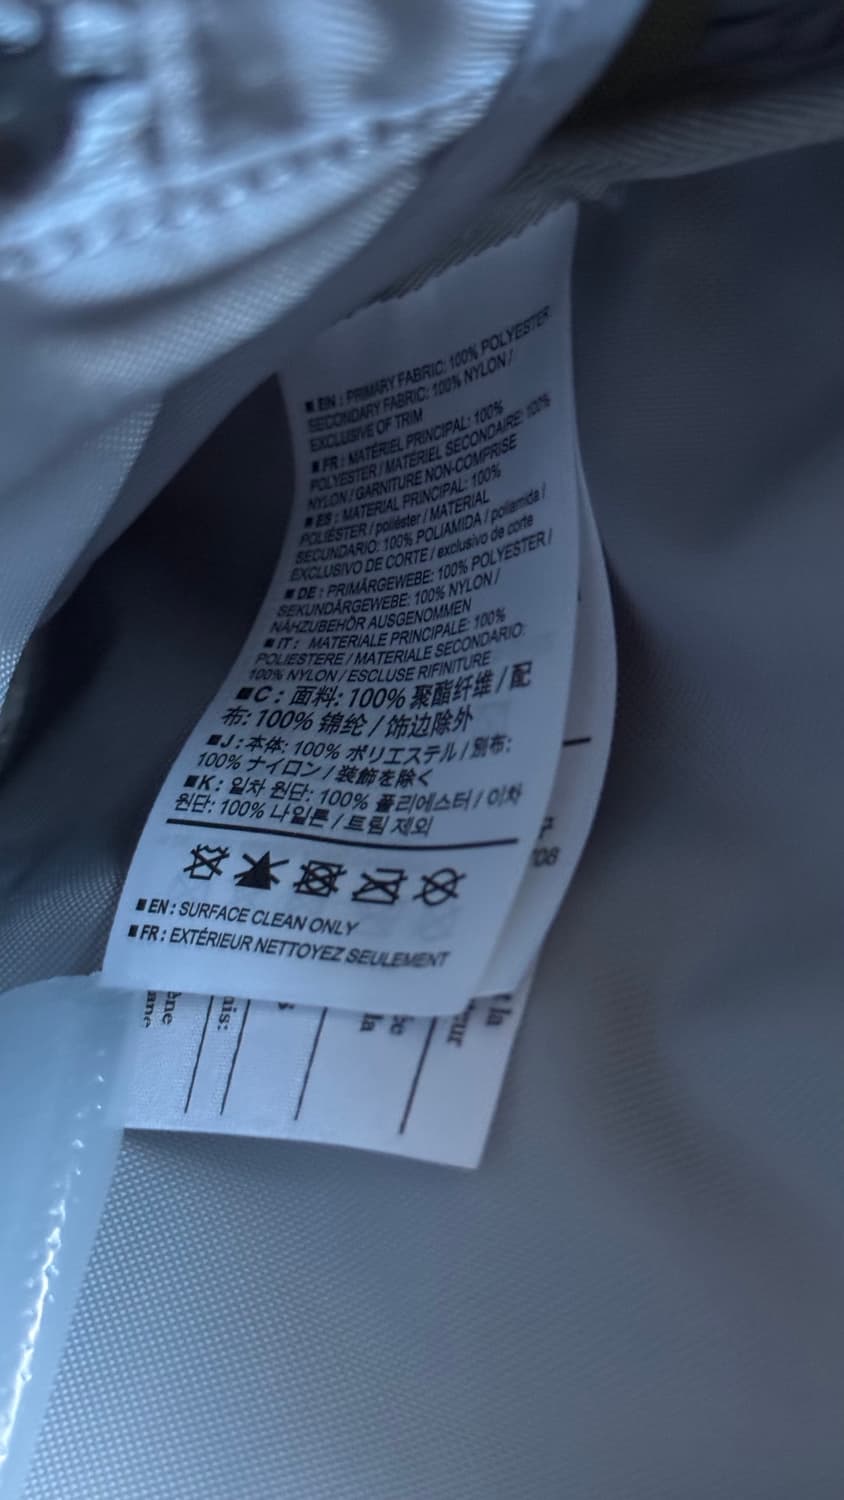 ■ EN : PRIMARY FABRIC: 100% POLYESTER
SECONDARY FABRIC: 100% NYLON /
EXCLUSIVE OF TRIM
■ FR : MATÉRIEL PRINCIPAL: 100%
POLYESTER / MATÉRIEL SECONDAIRE: 100%
NYLON / GARNITURE NON-COMPRISE
■ ES : MATERIAL PRINCIPAL: 100%
POLIÉSTER / poliéster / MATERIAL
SECUNDARIO: 100% POLIAMIDA / poliamida /
EXCLUSIVO DE CORTE / exclusivo de corte
■ DE : PRIMÄRGEWEBE: 100% POLYESTER /
SEKUNDÄRGEWEBE: 100% NYLON /
NÄHZUBEHÖR AUSGENOMMEN
■ IT : MATERIALE PRINCIPALE: 100%
POLIESTERE / MATERIALE SECONDARIO:
100% NYLON / ESCLUSE RIFINITURE
■ C : 面料: 100% 聚酯纤维 / 配
布: 100% 锦纶 / 饰边除外
■ J : 本体: 100% ポリエステル / 別布:
100% ナイロン / 装飾を除く
■ K : 일차 원단: 100% 폴리에스터 / 이차
원단: 100% 나일론 / 트림 제외
■ EN : SURFACE CLEAN ONLY
■ FR : EXTÉRIEUR NETTOYEZ SEULEMENT
08
la